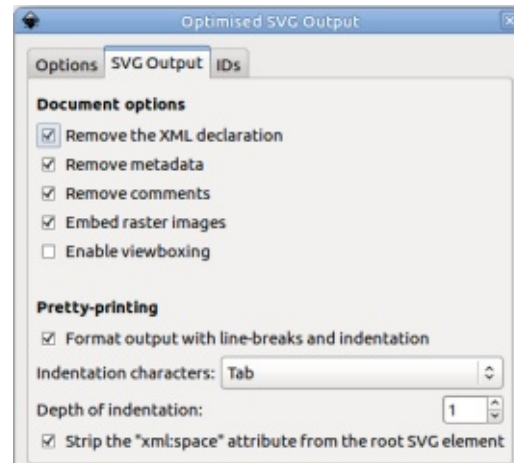 Optimised SVG Output
Options SVG Output IDs
Document options
Remove the XML declaration
Remove metadata
Remove comments
Embed raster images
Enable viewboxing
Pretty-printing
Format output with line-breaks and indentation
Indentation characters: Tab
Depth of indentation: 1
Strip the "xml:space" attribute from the root SVG element